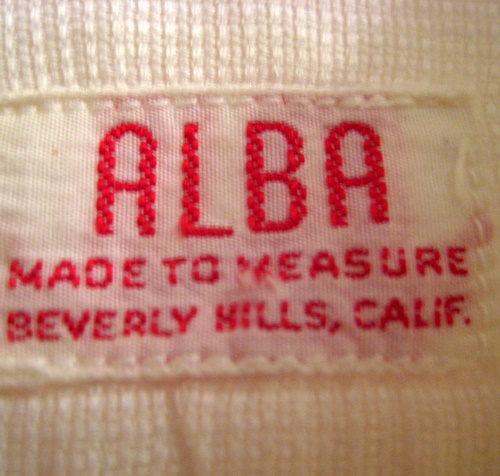 ALBA
MADE TO MEASURE
BEVERLY HILLS, CALIF.